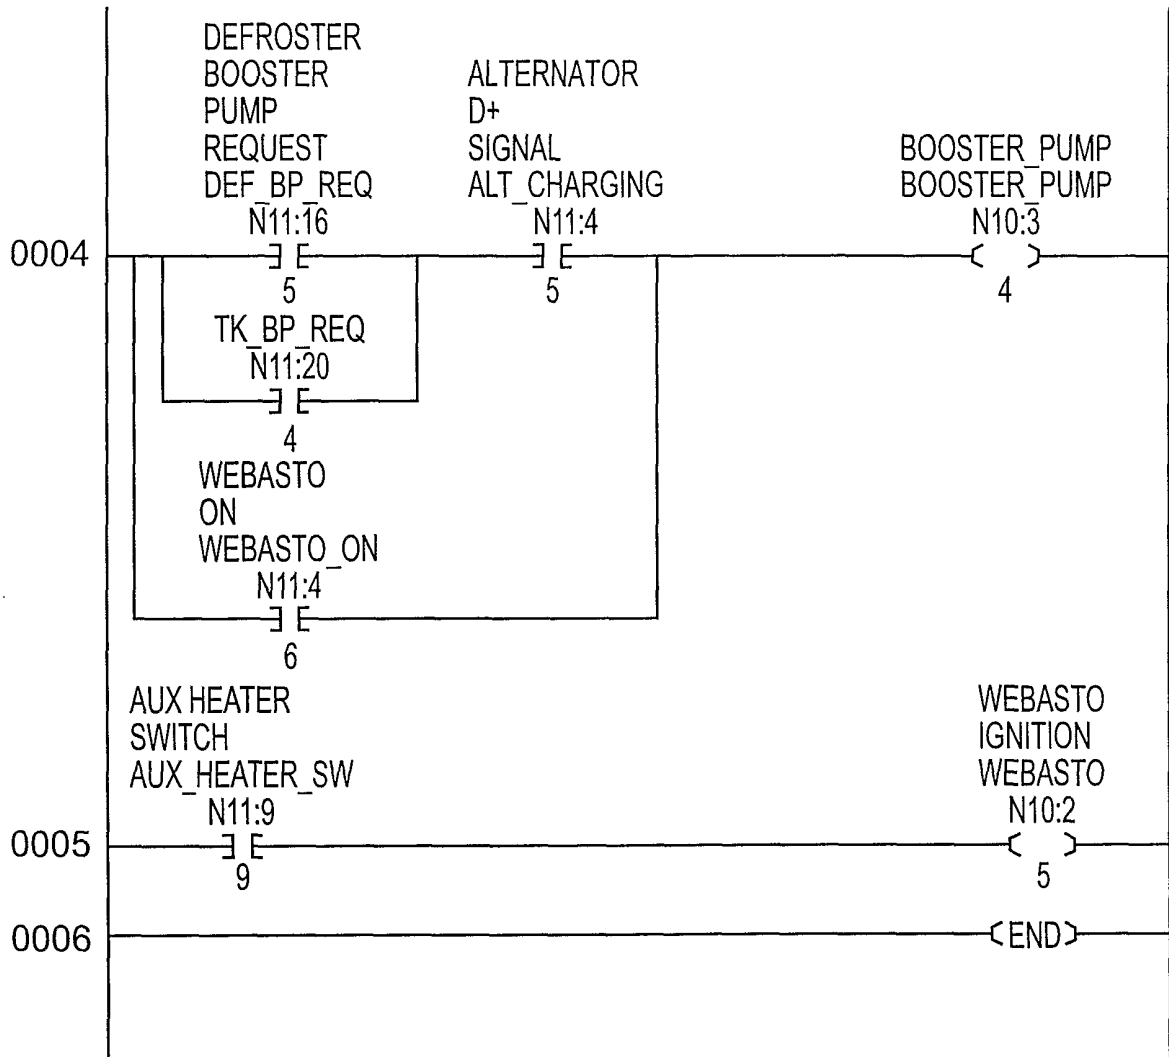 DEFROSTER
BOOSTER
PUMP
REQUEST
DEF_BP_REQ
N11:16
5
ALTERNATOR
D+
SIGNAL
ALT_CHARGING
N11:4
5
BOOSTER_PUMP
BOOSTER_PUMP
N10:3
4
0004
TK_BP_REQ
N11:20
4
WEBASTO
ON
WEBASTO_ON
N11:4
6
AUX HEATER
SWITCH
AUX_HEATER_SW
N11:9
9
WEBASTO
IGNITION
WEBASTO
N10:2
5
0005
0006
END